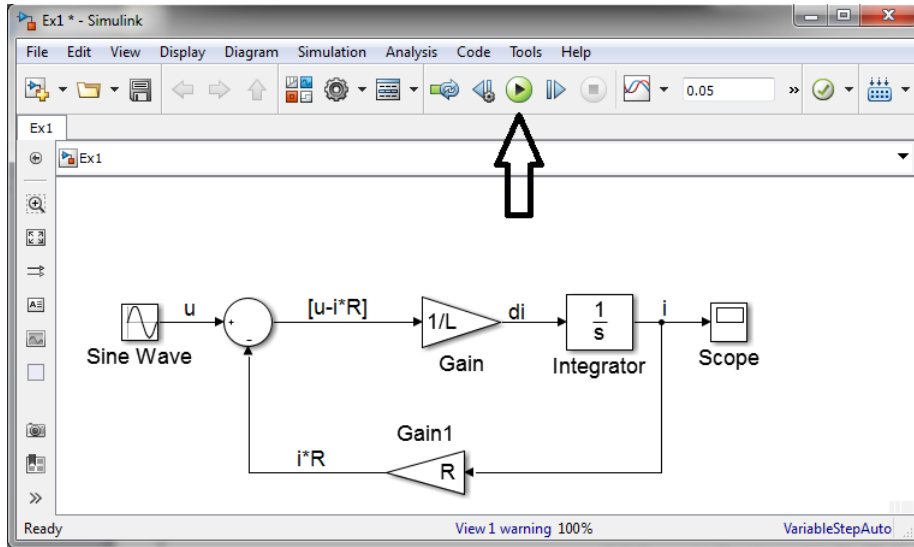 Ex1 * - Simulink
File Edit View Display Diagram Simulation Analysis Code Tools Help
0.05 »
Ex1
Ex1
A
u
+
-
[u-i*R]
1/L
di
1
s
i
Sine Wave
Gain
Integrator
Scope
Gain1
i*R
R
»
Ready View 1 warning 100% VariableStepAuto